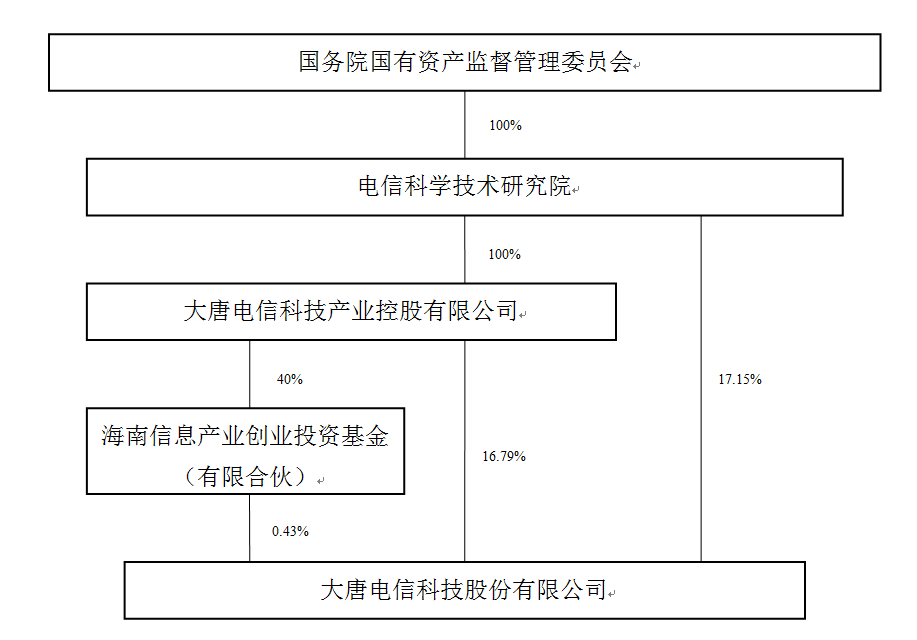 国务院国有资产监督管理委员会
100%
电信科学技术研究院
100%
大唐电信科技产业控股有限公司
40%
17.15%
海南信息产业创业投资基金
（有限合伙）
16.79%
0.43%
大唐电信科技股份有限公司